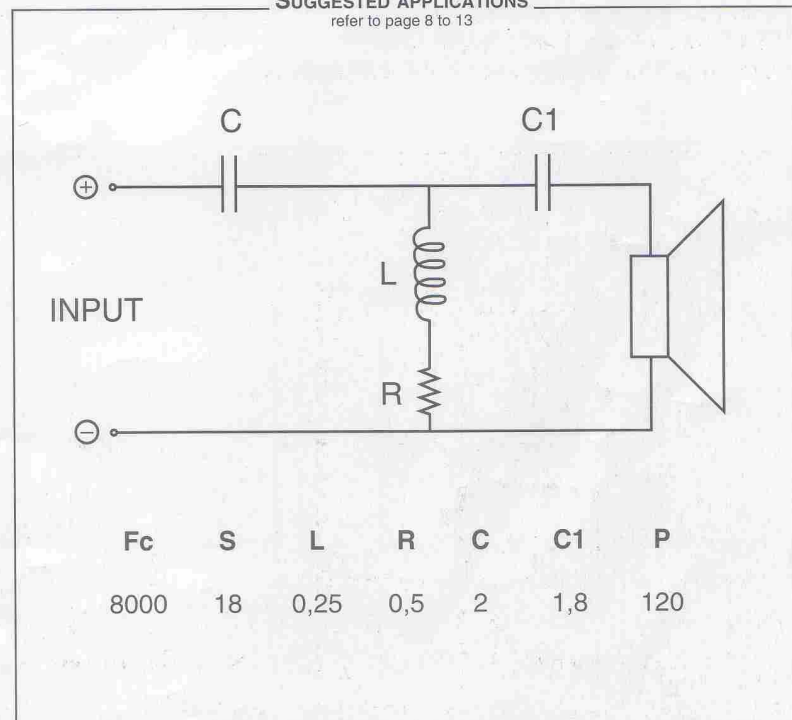 SUGGESTED APPLICATIONS
refer to page 8 to 13
C C1
+
L
INPUT
R
−
Fc S L R C C1 P
8000 18 0,25 0,5 2 1,8 120